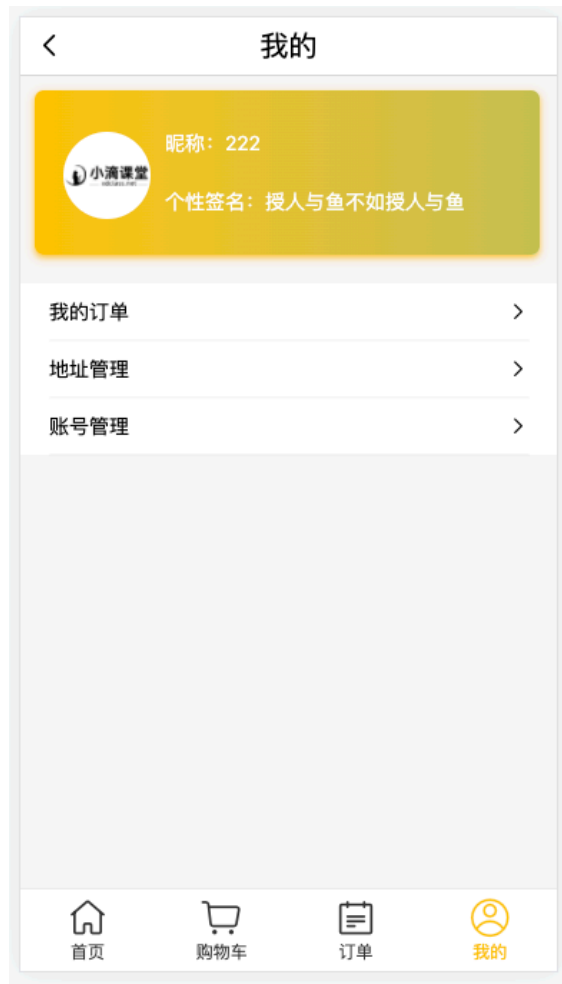 我的
昵称：222
小滴课堂
个性签名：授人与鱼不如授人与鱼
我的订单
地址管理
账号管理
首页
购物车
订单
我的